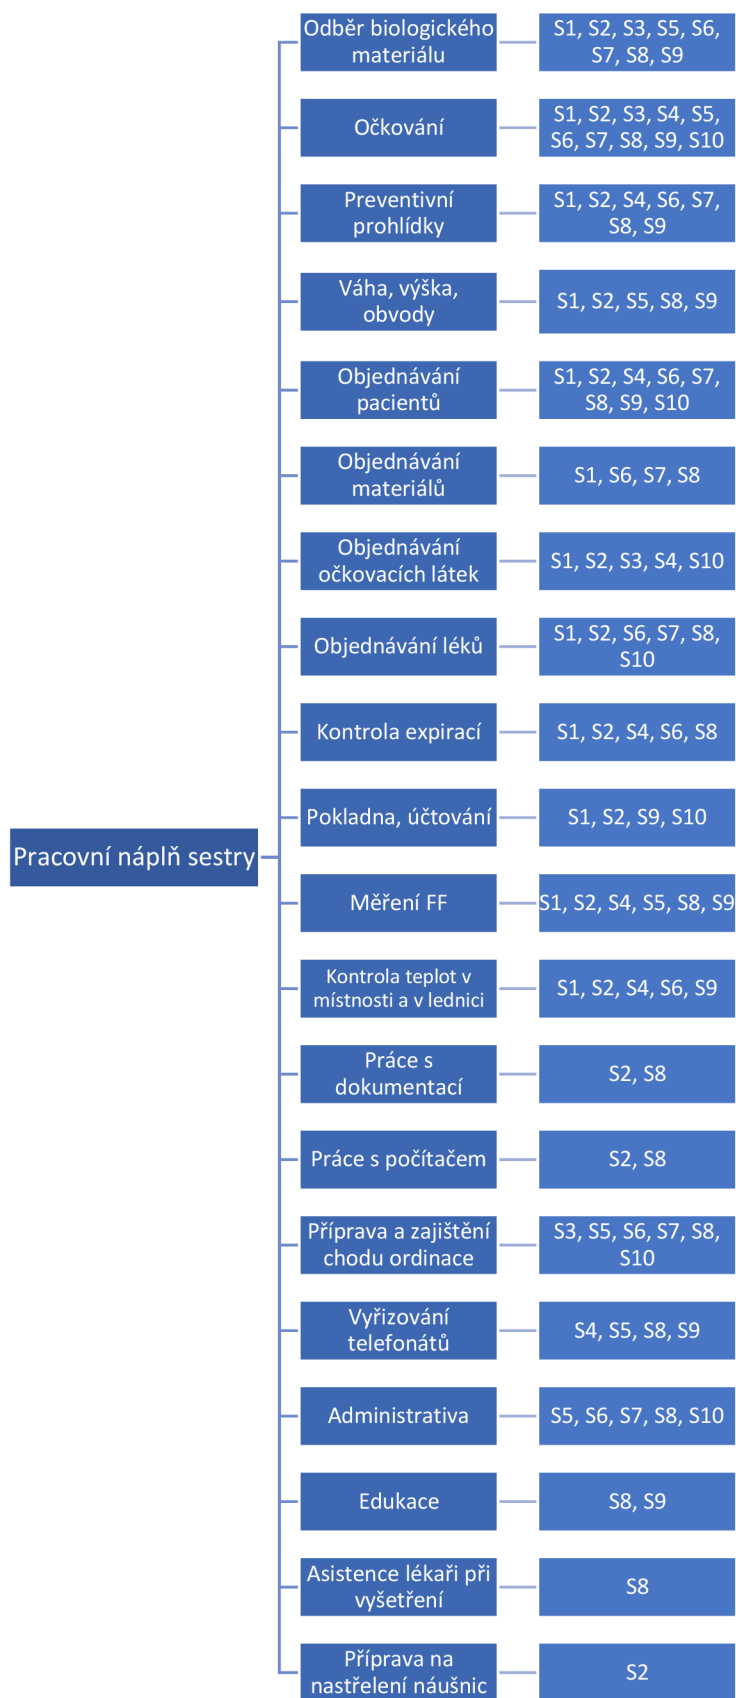 Odběr biologického
materiálu
S1, S2, S3, S5, S6,
S7, S8, S9
Očkování
S1, S2, S3, S4, S5,
S6, S7, S8, S9, S10
Preventivní
prohlídky
S1, S2, S4, S6, S7,
S8, S9
Váha, výška,
obvody
S1, S2, S5, S8, S9
Objednávání
pacientů
S1, S2, S4, S6, S7,
S8, S9, S10
Objednávání
materiálů
S1, S6, S7, S8
Objednávání
očkovacích látek
S1, S2, S3, S4, S10
Objednávání léků
S1, S2, S6, S7, S8,
S10
Kontrola expirací
S1, S2, S4, S6, S8
Pokladna, účtování
S1, S2, S9, S10
Pracovní náplň sestry
Měření FF
S1, S2, S4, S5, S8, S9
Kontrola teplot v
místnosti a v lednici
S1, S2, S4, S6, S9
Práce s
dokumentací
S2, S8
Práce s počítačem
S2, S8
Příprava a zajištění
chodu ordinace
S3, S5, S6, S7, S8,
S10
Vyřizování
telefonátů
S4, S5, S8, S9
Administrativa
S5, S6, S7, S8, S10
Edukace
S8, S9
Asistence lékaři při
vyšetření
S8
Příprava na
nastřelení náušnic
S2